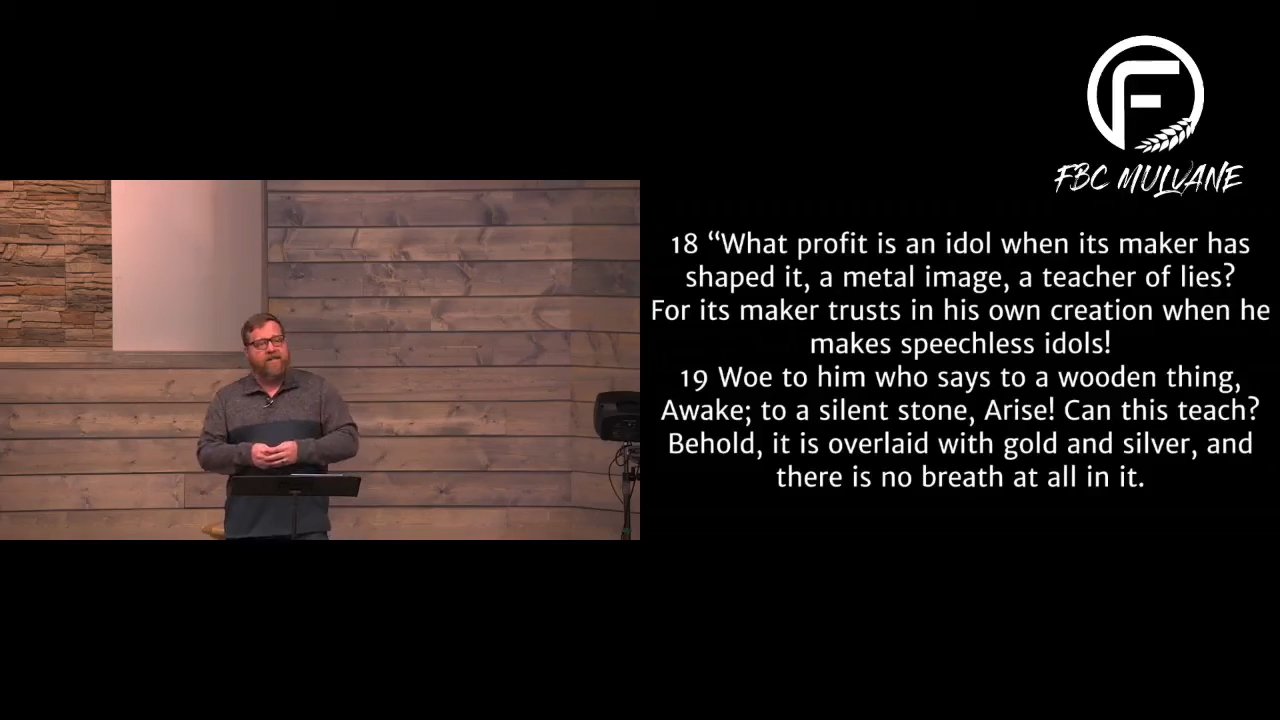 F
FBC MULVANE
18 “What profit is an idol when its maker has
shaped it, a metal image, a teacher of lies?
For its maker trusts in his own creation when he
makes speechless idols!
19 Woe to him who says to a wooden thing,
Awake; to a silent stone, Arise! Can this teach?
Behold, it is overlaid with gold and silver, and
there is no breath at all in it.